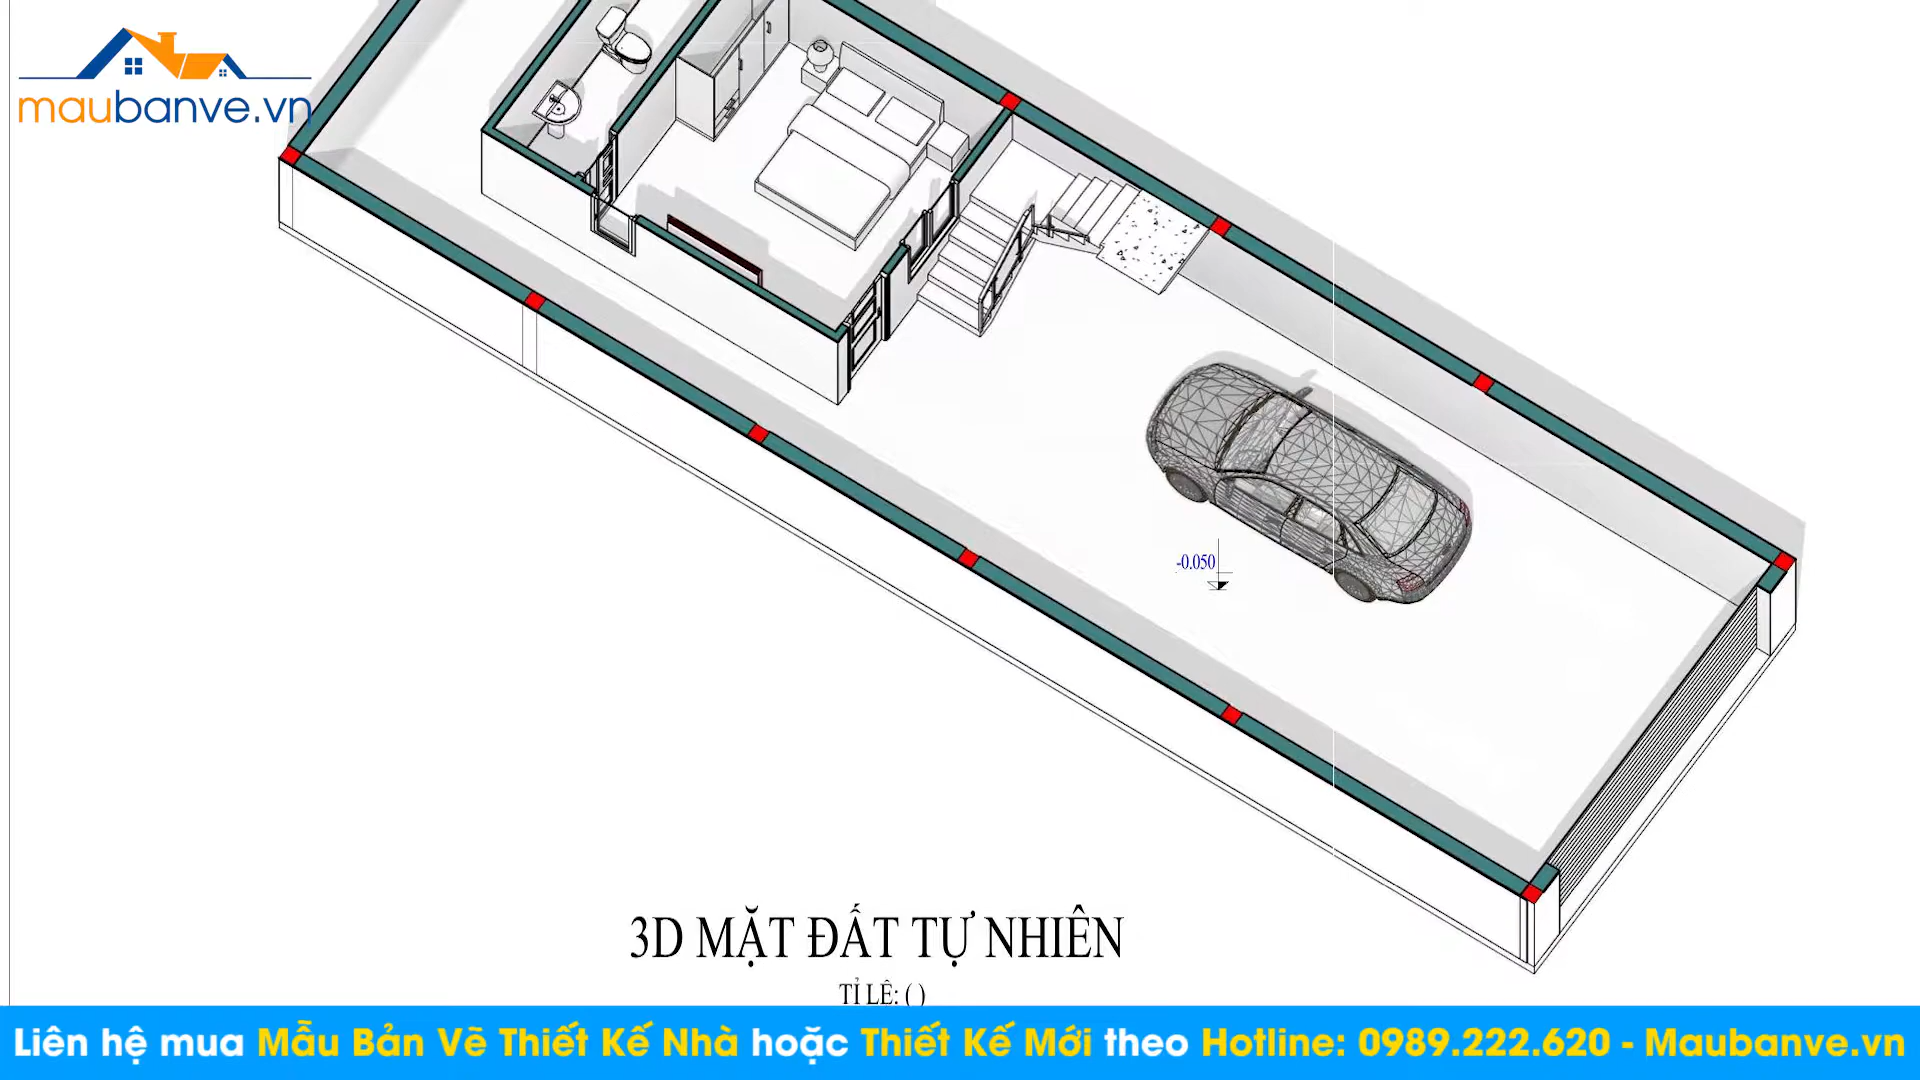 maubanve.vn
-0.050
3D MẶT ĐẤT TỰ NHIÊN
TỈ LỆ: ( )
Liên hệ mua Mẫu Bản Vẽ Thiết Kế Nhà hoặc Thiết Kế Mới theo Hotline: 0989.222.620 - Maubanve.vn